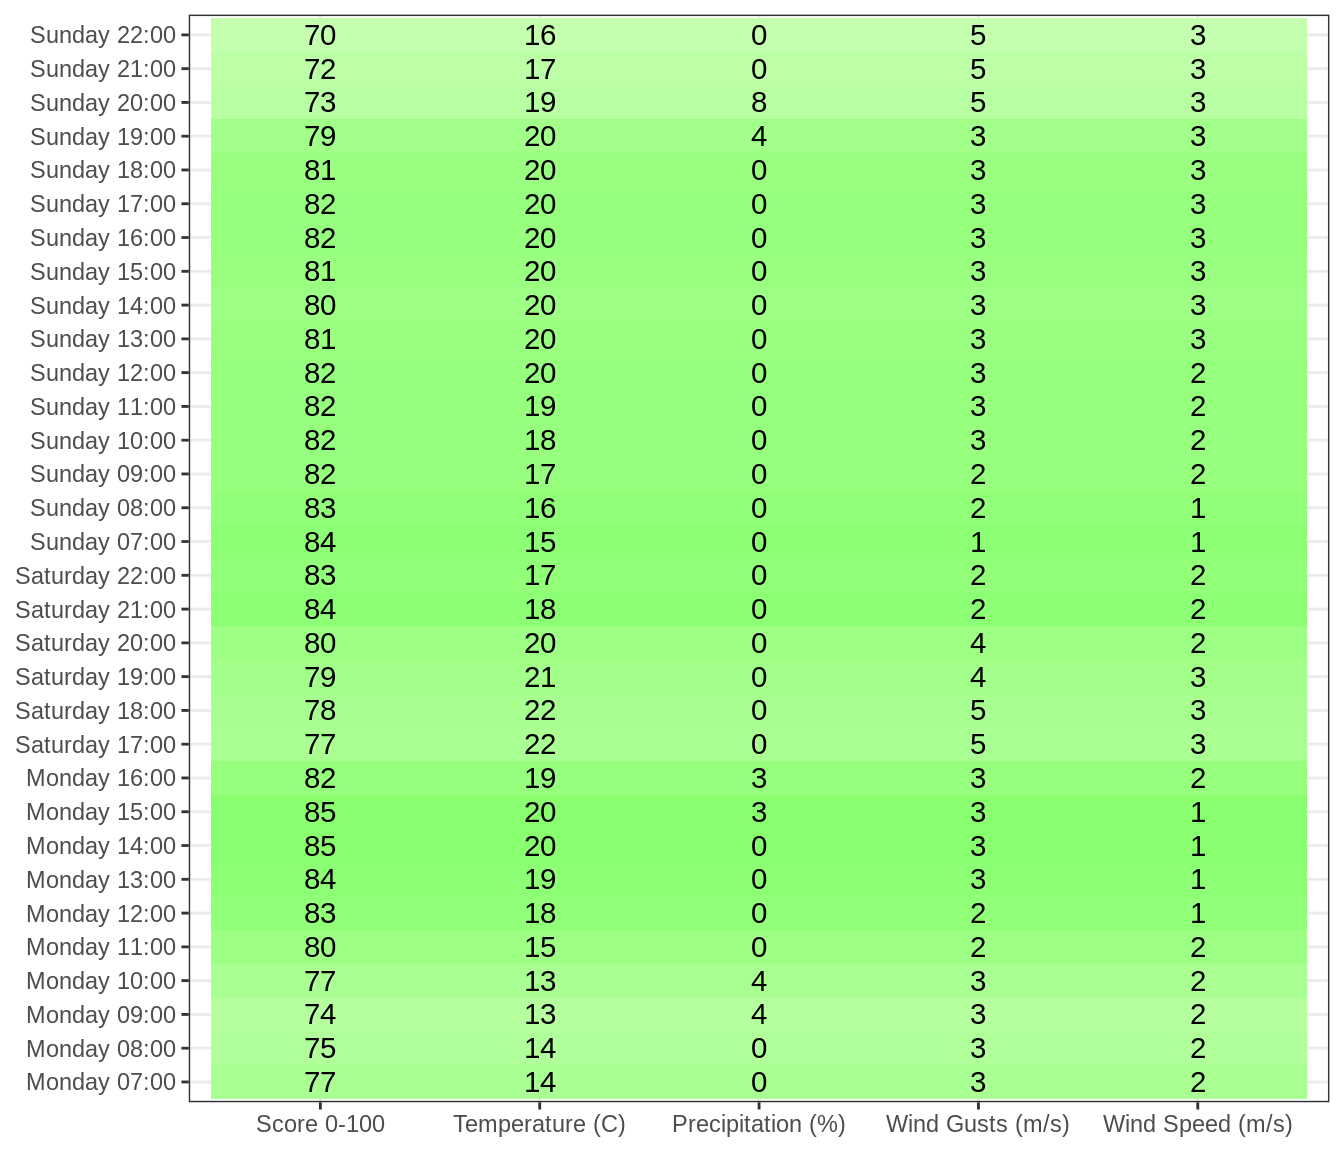 Sunday 22:00 70 16 0 5 3
Sunday 21:00 72 17 0 5 3
Sunday 20:00 73 19 8 5 3
Sunday 19:00 79 20 4 3 3
Sunday 18:00 81 20 0 3 3
Sunday 17:00 82 20 0 3 3
Sunday 16:00 82 20 0 3 3
Sunday 15:00 81 20 0 3 3
Sunday 14:00 80 20 0 3 3
Sunday 13:00 81 20 0 3 3
Sunday 12:00 82 20 0 3 2
Sunday 11:00 82 19 0 3 2
Sunday 10:00 82 18 0 3 2
Sunday 09:00 82 17 0 2 2
Sunday 08:00 83 16 0 2 1
Sunday 07:00 84 15 0 1 1
Saturday 22:00 83 17 0 2 2
Saturday 21:00 84 18 0 2 2
Saturday 20:00 80 20 0 4 2
Saturday 19:00 79 21 0 4 3
Saturday 18:00 78 22 0 5 3
Saturday 17:00 77 22 0 5 3
Monday 16:00 82 19 3 3 2
Monday 15:00 85 20 3 3 1
Monday 14:00 85 20 0 3 1
Monday 13:00 84 19 0 3 1
Monday 12:00 83 18 0 2 1
Monday 11:00 80 15 0 2 2
Monday 10:00 77 13 4 3 2
Monday 09:00 74 13 4 3 2
Monday 08:00 75 14 0 3 2
Monday 07:00 77 14 0 3 2
Score 0-100 Temperature (C) Precipitation (%) Wind Gusts (m/s) Wind Speed (m/s)